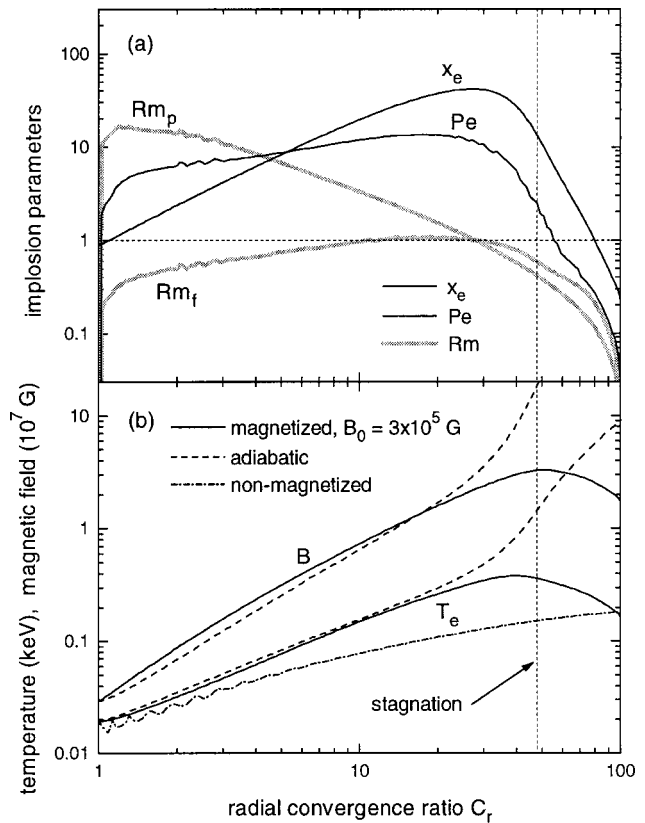 (a)
100
10
1
0.1
implosion parameters
x_e
Rm_p
Pe
Rm_f
x_e
Pe
Rm
(b)
magnetized, B_0 = 3x10^5 G
adiabatic
non-magnetized
10
1
0.1
0.01
temperature (keV), magnetic field (10^7 G)
B
T_e
stagnation
1
10
100
radial convergence ratio C_r